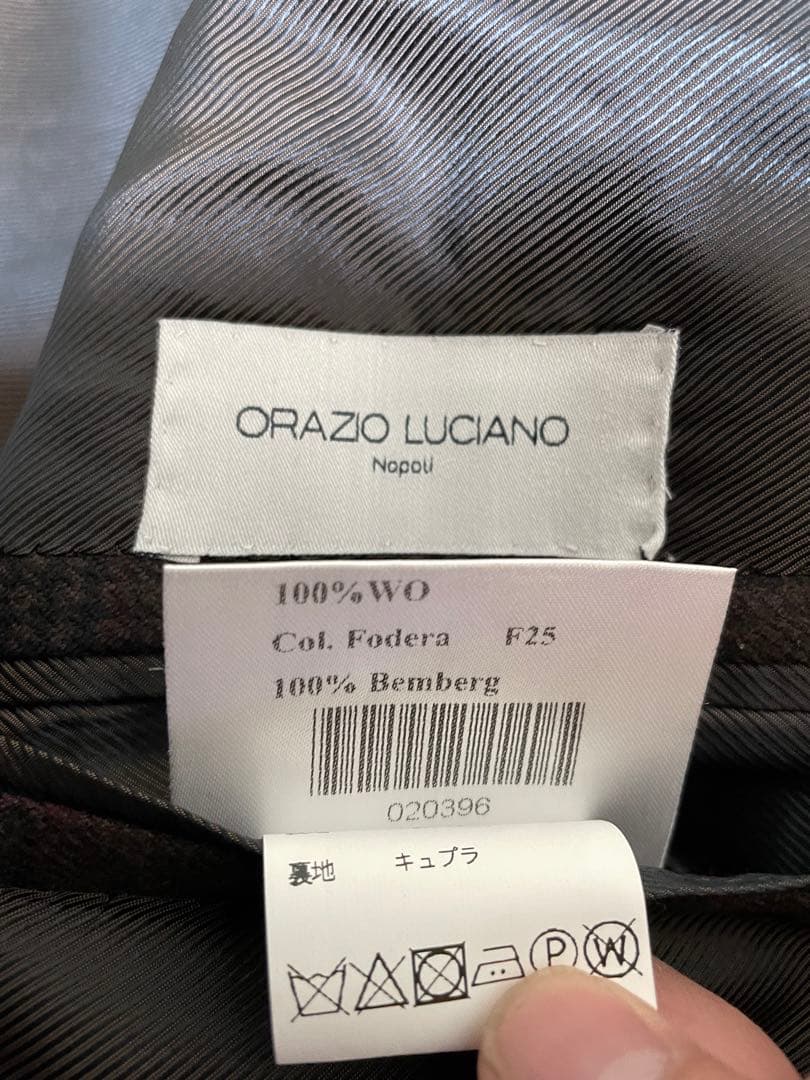 ORAZIO LUCIANO
Napoli
100% WO
Col. Fodera F25
100% Bemberg
020396
裏地 キュプラ
P W